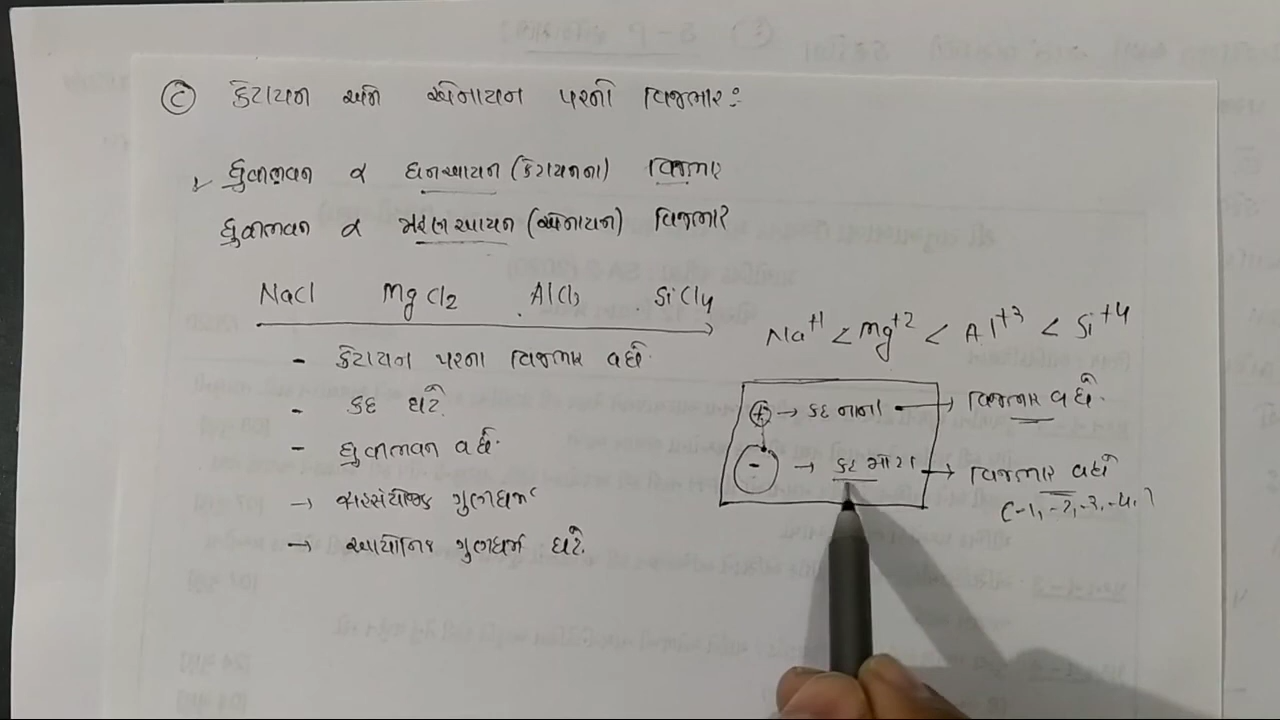 C કેટાયન અને એનાયન પરનો વિજભાર:
ધ્રુવીભવન α ધનઆયન (કેટાયનના) વિજભાર
ધ્રુવીભવન α ઋણઆયન (એનાયન) વિજભાર
NaCl MgCl2 AlCl3 SiCl4
- કેટાયન પરના વિજભાર વધે.
- કદ ઘટે.
- ધ્રુવીભવન વધે.
→ સહસંયોજક ગુણધર્મ
→ આયોનિક ગુણધર્મ ઘટે.
Na+1 < Mg+2 < Al+3 < Si+4
+ → કદ નાના → વિજભાર વધે.
- → કદ મોટા → વિજભાર વધે
(-1, -2, -3, -4, )